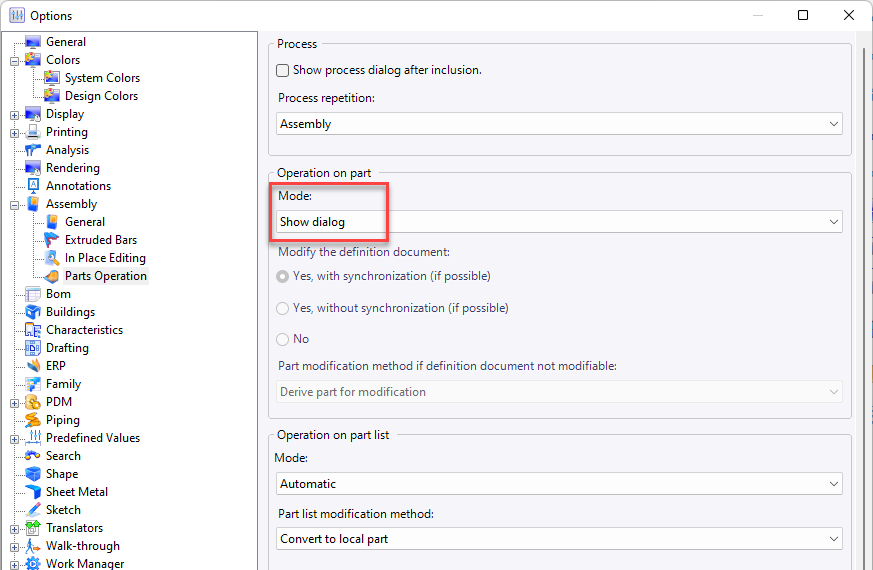 Options
General
Colors
System Colors
Design Colors
Display
Printing
Analysis
Rendering
Annotations
Assembly
General
Extruded Bars
In Place Editing
Parts Operation
Bom
Buildings
Characteristics
Drafting
ERP
Family
PDM
Piping
Predefined Values
Search
Shape
Sheet Metal
Sketch
Translators
Walk-through
Work Manager
Process
Show process dialog after inclusion.
Process repetition:
Assembly
Operation on part
Mode:
Show dialog
Modify the definition document:
Yes, with synchronization (if possible)
Yes, without synchronization (if possible)
No
Part modification method if definition document not modifiable:
Derive part for modification
Operation on part list
Mode:
Automatic
Part list modification method:
Convert to local part